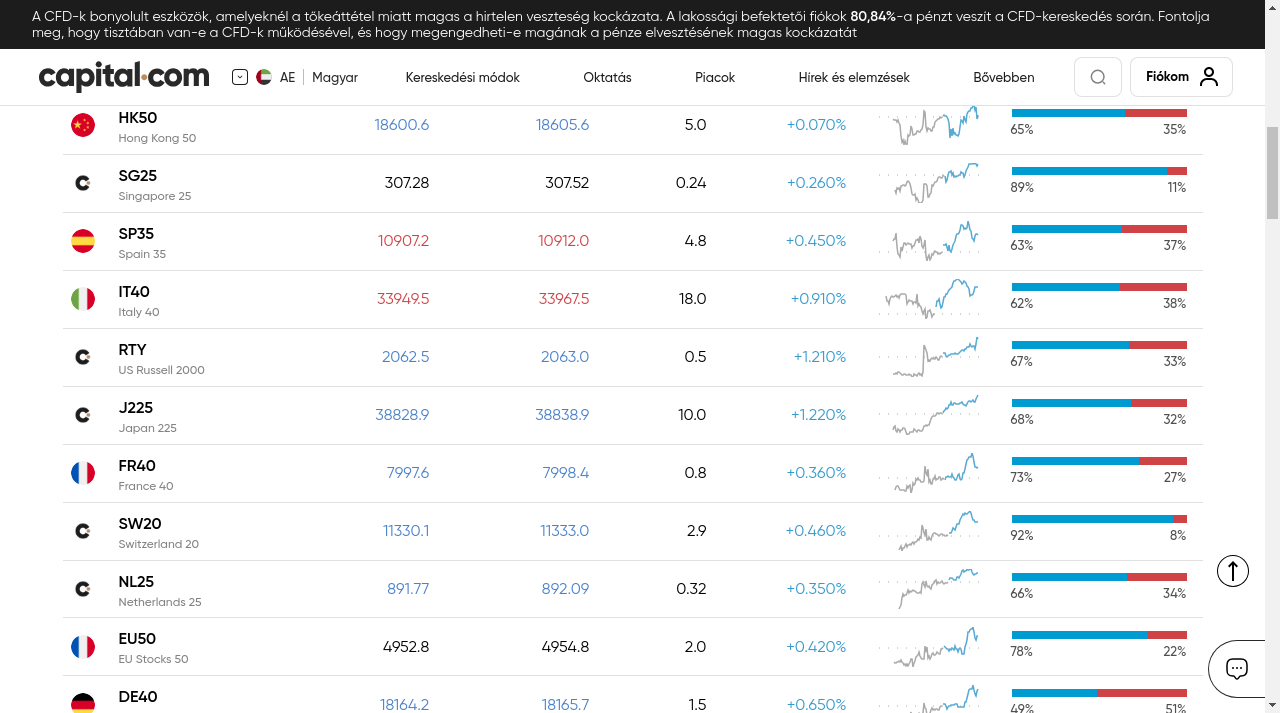 A CFD-k bonyolult eszközök, amelyeknél a tőkeáttétel miatt magas a hirtelen veszteség kockázata. A lakossági befektetői fiókok 80,84%-a pénzt veszít a CFD-kereskedés során. Fontolja
meg, hogy tisztában van-e a CFD-k működésével, és hogy megengedheti-e magának a pénze elvesztésének magas kockázatát
capital.com AE Magyar Kereskedési módok Oktatás Piacok Hírek és elemzések Bővebben Fiókom
HK50 18600.6 18605.6 5.0 +0.070%
Hong Kong 50 65% 35%
SG25 307.28 307.52 0.24 +0.260%
Singapore 25 89% 11%
SP35 10907.2 10912.0 4.8 +0.450%
Spain 35 63% 37%
IT40 33949.5 33967.5 18.0 +0.910%
Italy 40 62% 38%
RTY 2062.5 2063.0 0.5 +1.210%
US Russell 2000 67% 33%
J225 38828.9 38838.9 10.0 +1.220%
Japan 225 68% 32%
FR40 7997.6 7998.4 0.8 +0.360%
France 40 73% 27%
SW20 11330.1 11333.0 2.9 +0.460%
Switzerland 20 92% 8%
NL25 891.77 892.09 0.32 +0.350%
Netherlands 25 66% 34%
EU50 4952.8 4954.8 2.0 +0.420%
EU Stocks 50 78% 22%
DE40 18164.2 18165.7 1.5 +0.650%
49% 51%